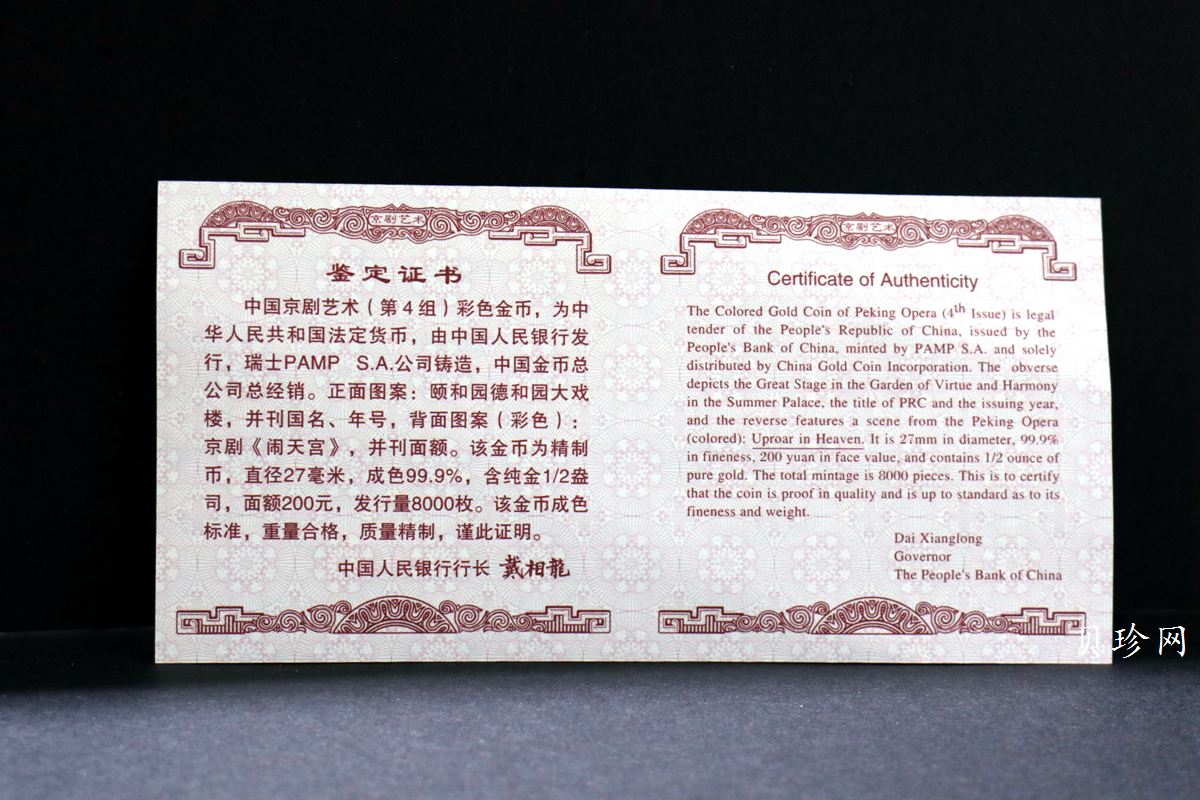 京剧艺术
鉴定证书
中国京剧艺术（第4组）彩色金币，为中
华人民共和国法定货币，由中国人民银行发
行，瑞士PAMP S.A.公司铸造，中国金币总
公司总经销。正面图案：颐和园德和园大戏
楼，并刊国名、年号，背面图案（彩色）：
京剧《闹天宫》，并刊面额。该金币为精制
币，直径27毫米，成色99.9%，含纯金1/2盎
司，面额200元，发行量8000枚。该金币成色
标准，重量合格，质量精制，谨此证明。
中国人民银行行长 戴相龍
京剧艺术
Certificate of Authenticity
The Colored Gold Coin of Peking Opera (4th Issue) is legal
tender of the People's Republic of China, issued by the
People's Bank of China, minted by PAMP S.A. and solely
distributed by China Gold Coin Incorporation. The obverse
depicts the Great Stage in the Garden of Virtue and Harmony
in the Summer Palace, the title of PRC and the issuing year,
and the reverse features a scene from the Peking Opera
(colored): Uproar in Heaven. It is 27mm in diameter, 99.9%
in fineness, 200 yuan in face value, and contains 1/2 ounce of
pure gold. The total mintage is 8000 pieces. This is to certify
that the coin is proof in quality and is up to standard as to its
fineness and weight.
Dai Xianglong
Governor
The People's Bank of China
贝珍网